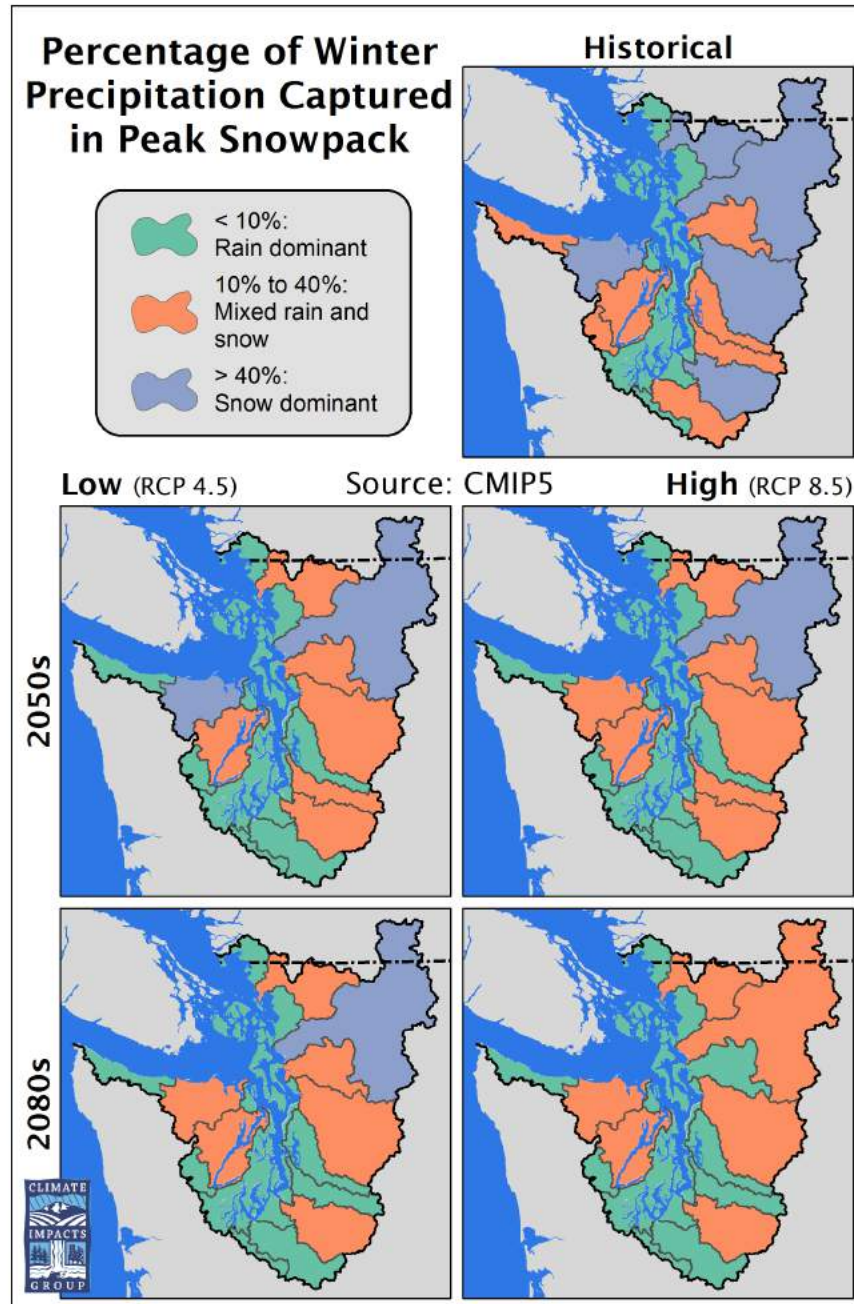 Percentage of Winter
Precipitation Captured
in Peak Snowpack
Historical
< 10%:
Rain dominant
10% to 40%:
Mixed rain and
snow
> 40%:
Snow dominant
Low (RCP 4.5)
Source: CMIP5
High (RCP 8.5)
2050s
2080s
CLIMATE
IMPACTS
GROUP